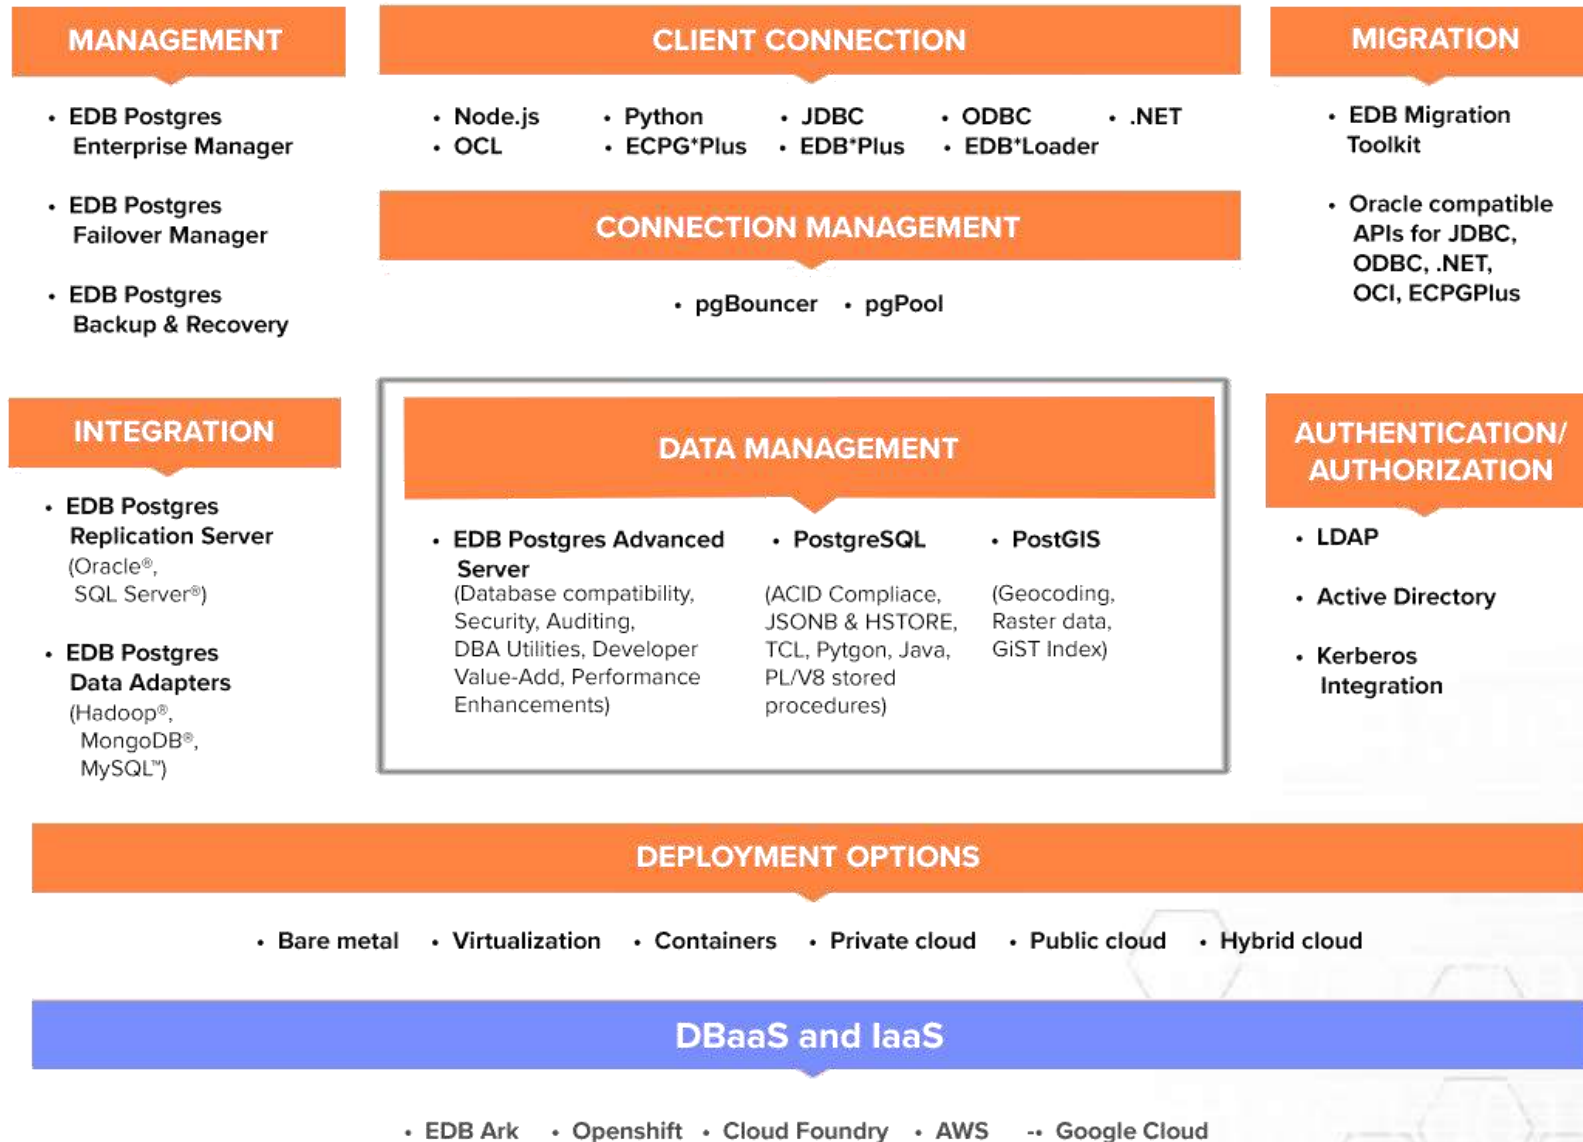 MANAGEMENT
• EDB Postgres
Enterprise Manager
• EDB Postgres
Failover Manager
• EDB Postgres
Backup & Recovery
CLIENT CONNECTION
• Node.js • Python • JDBC • ODBC • .NET
• OCL • ECPG*Plus • EDB*Plus • EDB*Loader
CONNECTION MANAGEMENT
• pgBouncer • pgPool
MIGRATION
• EDB Migration
Toolkit
• Oracle compatible
APIs for JDBC,
ODBC, .NET,
OCI, ECPGPlus
INTEGRATION
• EDB Postgres
Replication Server
(Oracle®,
SQL Server®)
• EDB Postgres
Data Adapters
(Hadoop®,
MongoDB®,
MySQL™)
DATA MANAGEMENT
• EDB Postgres Advanced
Server
(Database compatibility,
Security, Auditing,
DBA Utilities, Developer
Value-Add, Performance
Enhancements)
• PostgreSQL
(ACID Compliace,
JSONB & HSTORE,
TCL, Pytgon, Java,
PL/V8 stored
procedures)
• PostGIS
(Geocoding,
Raster data,
GiST Index)
AUTHENTICATION/
AUTHORIZATION
• LDAP
• Active Directory
• Kerberos
Integration
DEPLOYMENT OPTIONS
• Bare metal • Virtualization • Containers • Private cloud • Public cloud • Hybrid cloud
DBaaS and IaaS
• EDB Ark • Openshift • Cloud Foundry • AWS -• Google Cloud